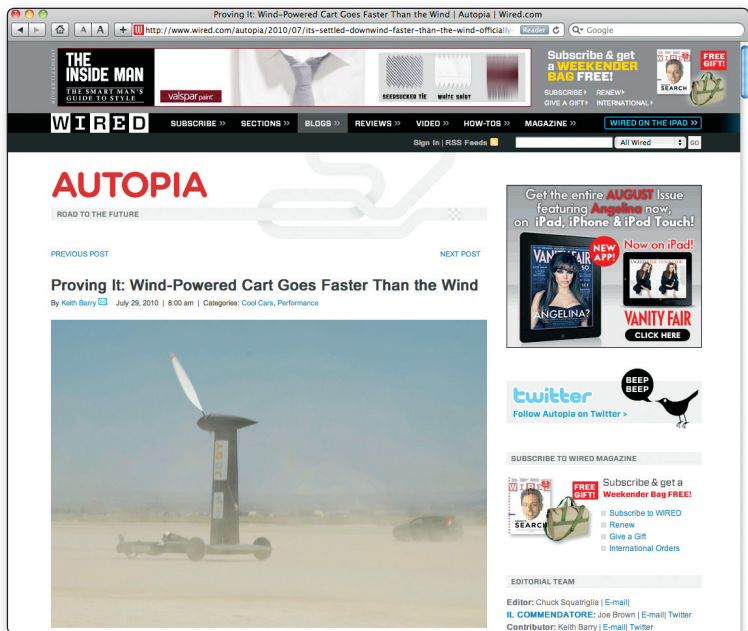 Proving It: Wind-Powered Cart Goes Faster Than the Wind | Autopia | Wired.com
A A + http://www.wired.com/autopia/2010/07/its-settled-downwind-faster-than-the-wind-officially- Reader Google
ADVERTISEMENT
THE
INSIDE MAN
THE SMART MAN'S
GUIDE TO STYLE
valspar paint
SEERSUCKER TIE WHITE SHIRT
Subscribe & get
a WEEKENDER
BAG FREE!
SUBSCRIBE RENEW
GIVE A GIFT INTERNATIONAL
SEARCH
FREE
GIFT!
WIRED SUBSCRIBE >> SECTIONS >> BLOGS >> REVIEWS >> VIDEO >> HOW-TOS >> MAGAZINE >> WIRED ON THE IPAD >>
Sign In | RSS Feeds All Wired GO
AUTOPIA
ROAD TO THE FUTURE
PREVIOUS POST NEXT POST
Proving It: Wind-Powered Cart Goes Faster Than the Wind
By Keith Barry July 29, 2010 | 8:00 am | Categories: Cool Cars, Performance
Get the entire AUGUST Issue
featuring Angelina now,
on iPad, iPhone & iPod Touch!
NEW
APP!
Now on iPad!
VANITY FAIR
ANGELINA?
VANITY FAIR
VANITY FAIR
CLICK HERE
twitter
BEEP
BEEP
Follow Autopia on Twitter >
SUBSCRIBE TO WIRED MAGAZINE
WIRED
SEARCH
FREE
GIFT!
Subscribe & get a
Weekender Bag FREE!
Subscribe to WIRED
Renew
Give a Gift
International Orders
EDITORIAL TEAM
Editor: Chuck Squatriglia | E-mail|
IL COMMENDATORE: Joe Brown | E-mail| Twitter
Contributor: Keith Barry | E-mail| Twitter